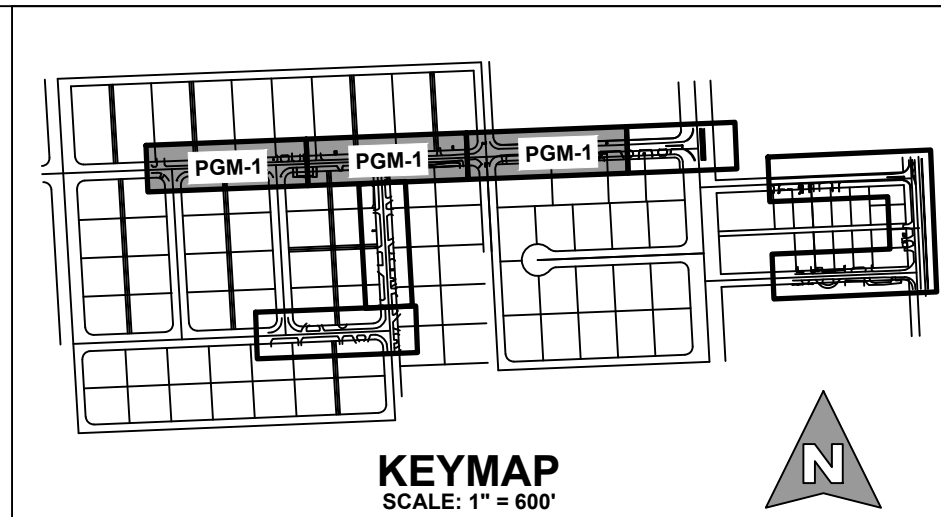 PGM-1
PGM-1
PGM-1
KEYMAP
SCALE: 1" = 600'
N